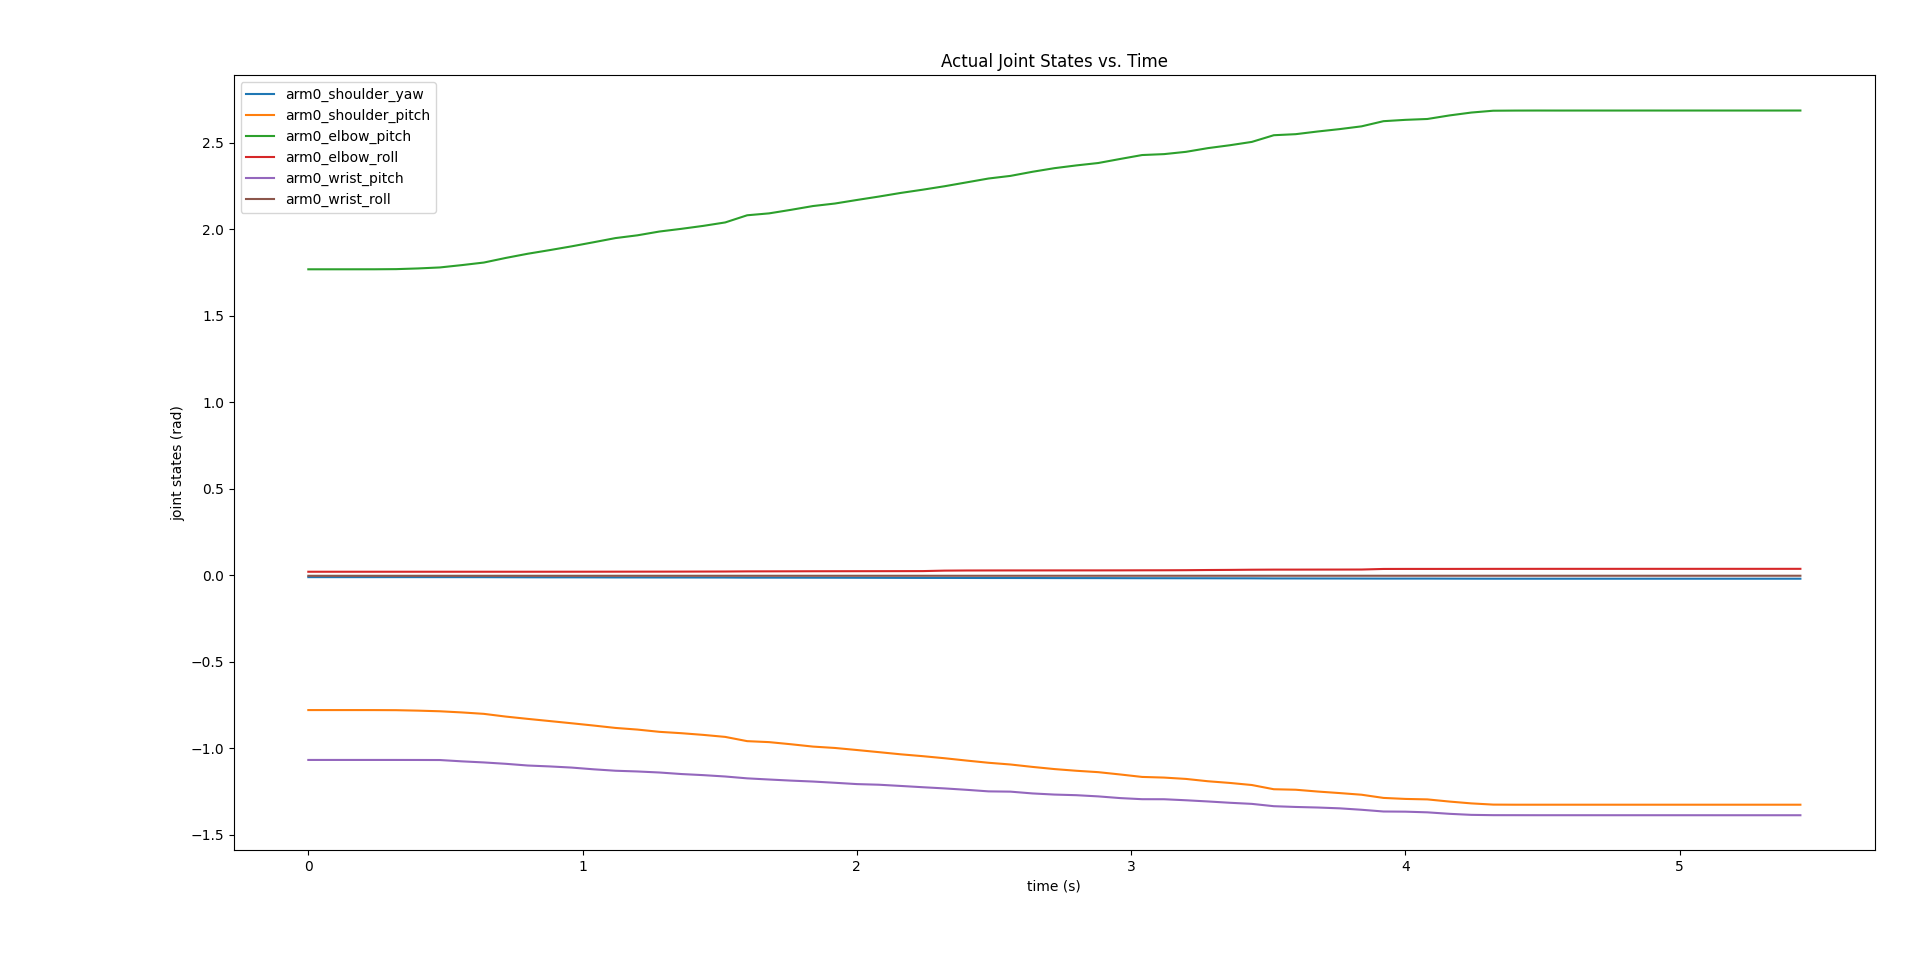 Actual Joint States vs. Time
arm0_shoulder_yaw
arm0_shoulder_pitch
arm0_elbow_pitch
arm0_elbow_roll
arm0_wrist_pitch
arm0_wrist_roll
joint states (rad)
2.5
2.0
1.5
1.0
0.5
0.0
−0.5
−1.0
−1.5
0 1 2 3 4 5
time (s)